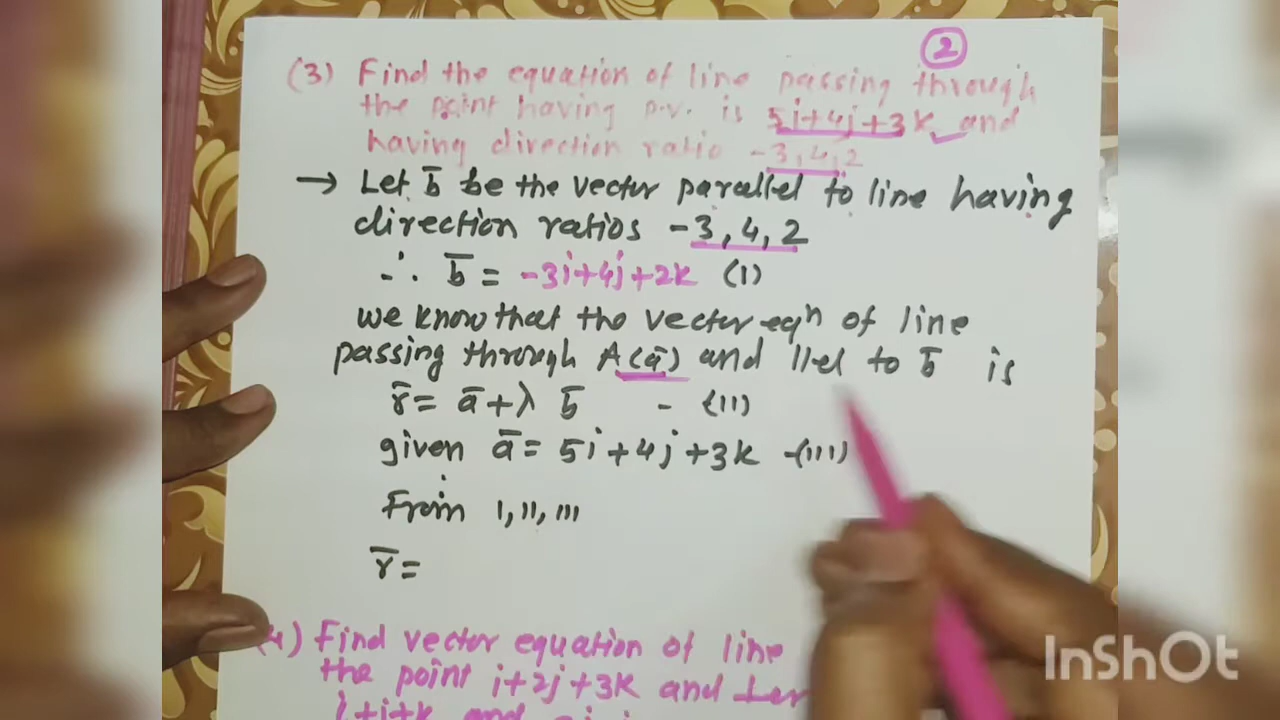 2
(3) Find the equation of line passing through
the point having p.v. is 5i+4j+3k and
having direction ratio -3,4,2
→ Let b̄ be the vector parallel to line having
direction ratios -3,4,2
∴ b̄ = -3i+4j+2k (1)
we know that the vector eqⁿ of line
passing through A(ā) and llel to b̄ is
r̄ = ā+λ b̄ - (11)
given ā = 5i+4j+3k -(111)
From 1,11,111
r̄ =
4) Find vector equation of line
the point i+2j+3k and ⊥er
i+j+k and
InShOt